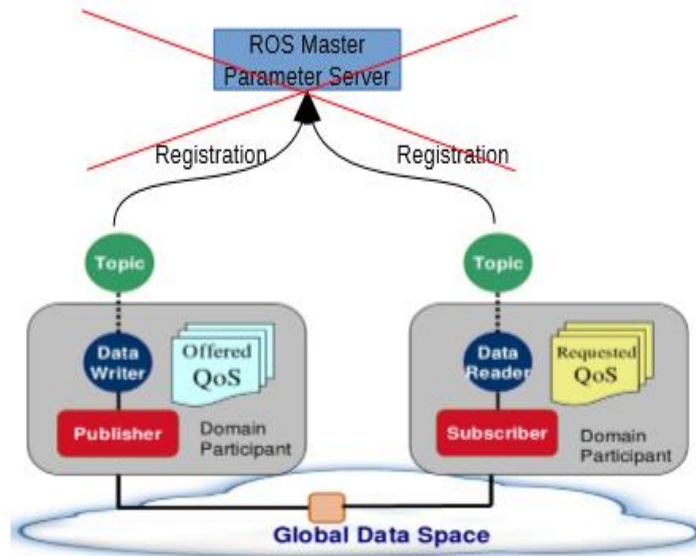 ROS Master
Parameter Server
Registration
Registration
Topic
Topic
Data
Writer
Offered
QoS
Publisher
Domain
Participant
Data
Reader
Requested
QoS
Subscriber
Domain
Participant
Global Data Space